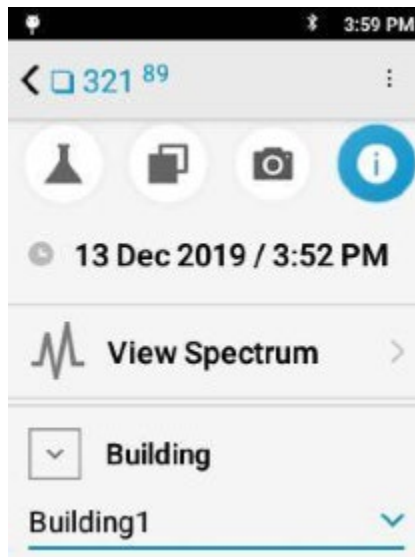 3:59 PM
321 89
13 Dec 2019 / 3:52 PM
View Spectrum
Building
Building1